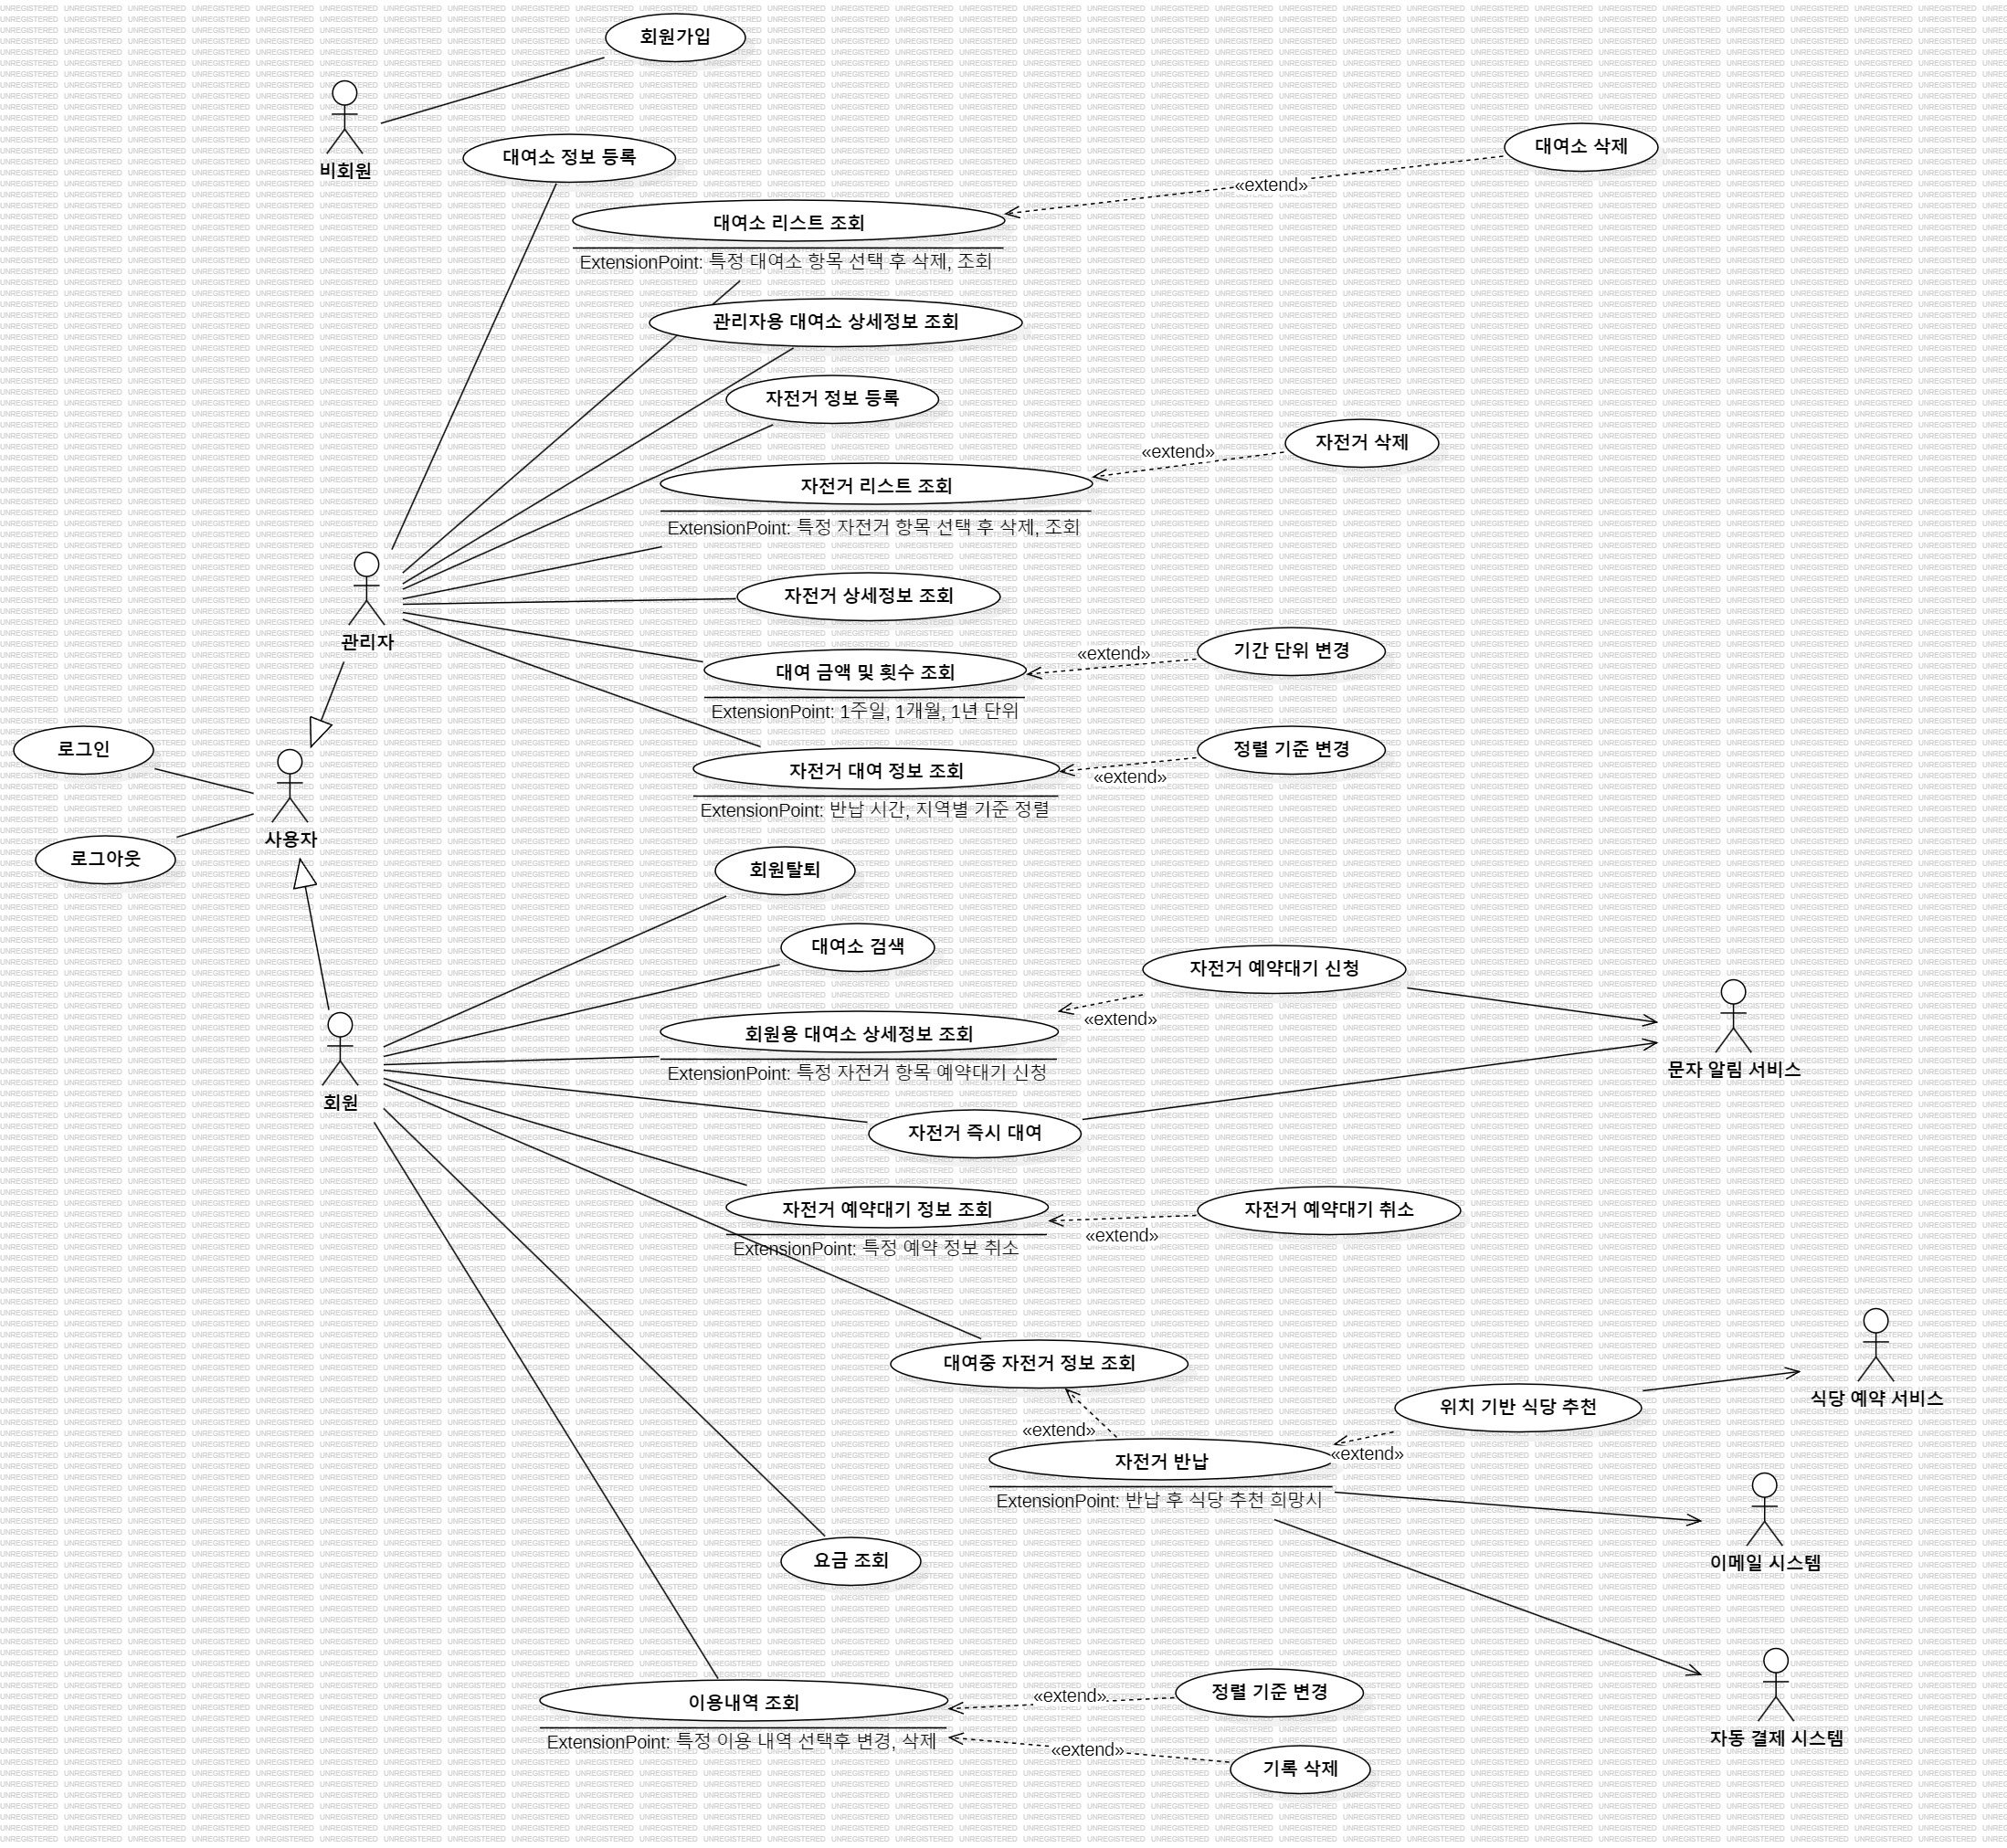 회원가입
비회원
대여소 정보 등록
대여소 삭제
«extend»
대여소 리스트 조회
ExtensionPoint: 특정 대여소 항목 선택 후 삭제, 조회
관리자용 대여소 상세정보 조회
자전거 정보 등록
자전거 삭제
«extend»
자전거 리스트 조회
ExtensionPoint: 특정 자전거 항목 선택 후 삭제, 조회
자전거 상세정보 조회
관리자
기간 단위 변경
«extend»
대여 금액 및 횟수 조회
ExtensionPoint: 1주일, 1개월, 1년 단위
로그인
정렬 기준 변경
«extend»
자전거 대여 정보 조회
ExtensionPoint: 반납 시간, 지역별 기준 정렬
사용자
로그아웃
회원탈퇴
대여소 검색
자전거 예약대기 신청
«extend»
회원용 대여소 상세정보 조회
ExtensionPoint: 특정 자전거 항목 예약대기 신청
문자 알림 서비스
회원
자전거 즉시 대여
자전거 예약대기 정보 조회
ExtensionPoint: 특정 예약 정보 취소
«extend»
자전거 예약대기 취소
대여중 자전거 정보 조회
식당 예약 서비스
위치 기반 식당 추천
«extend»
«extend»
자전거 반납
ExtensionPoint: 반납 후 식당 추천 희망시
요금 조회
이메일 시스템
이용내역 조회
ExtensionPoint: 특정 이용 내역 선택후 변경, 삭제
«extend»
정렬 기준 변경
«extend»
기록 삭제
자동 결제 시스템
UNREGISTERED